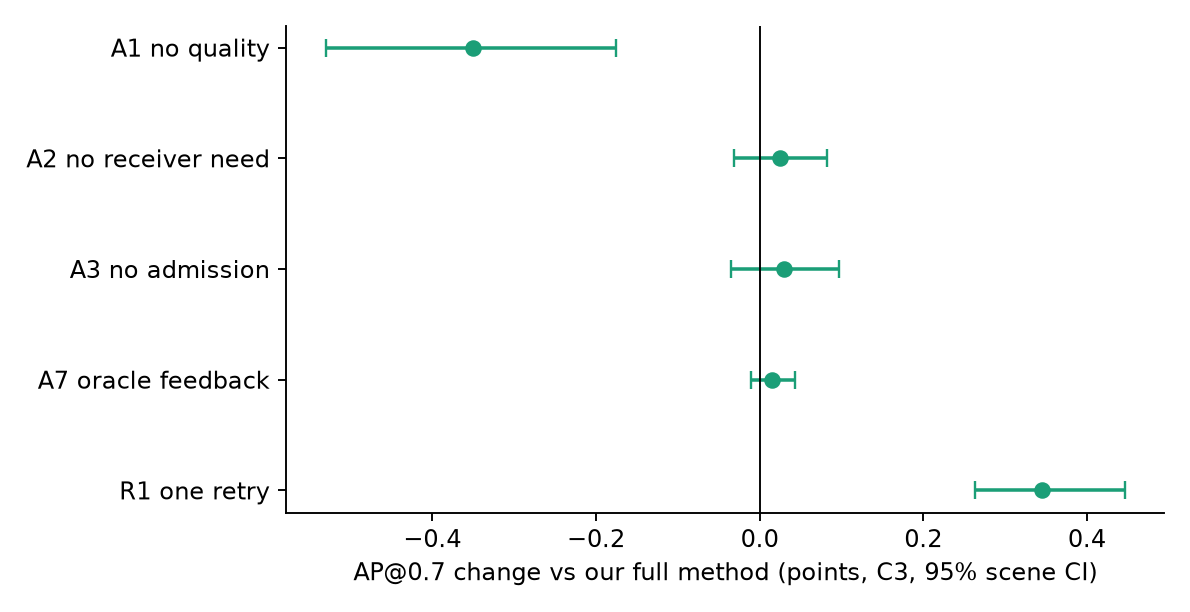 A1 no quality
A2 no receiver need
A3 no admission
A7 oracle feedback
R1 one retry
−0.4 −0.2 0.0 0.2 0.4
AP@0.7 change vs our full method (points, C3, 95% scene CI)